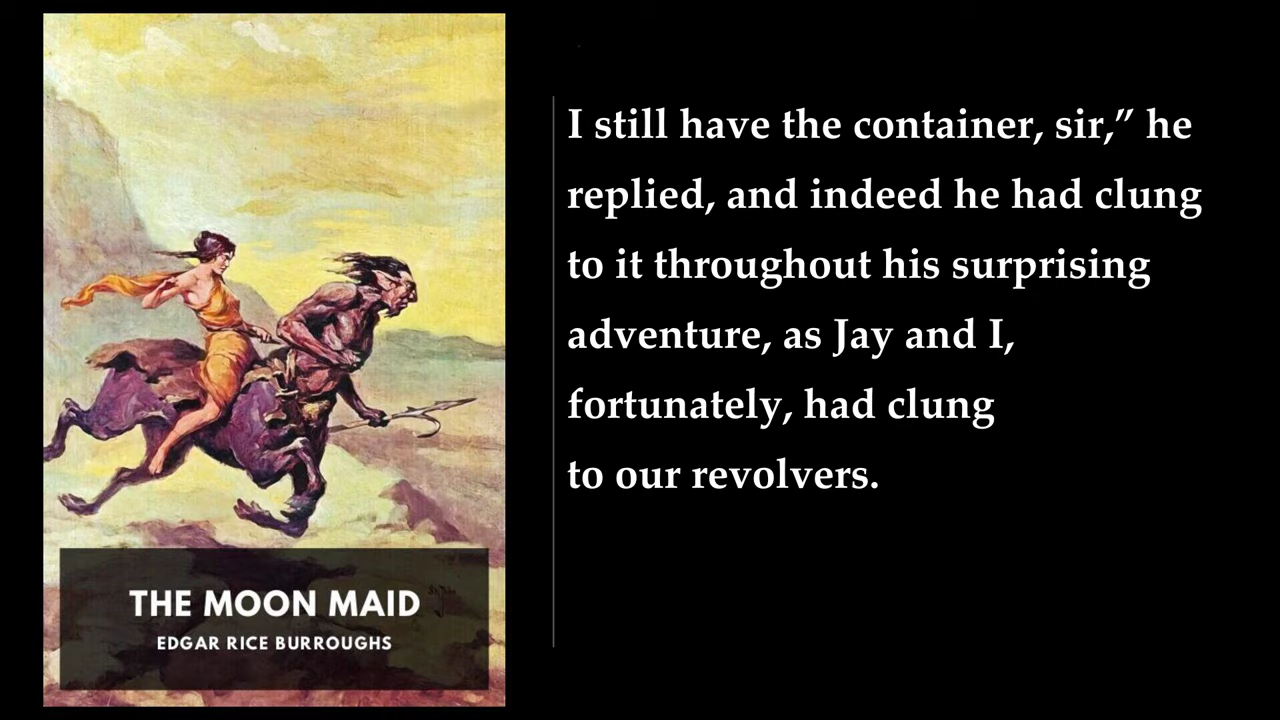 THE MOON MAID
EDGAR RICE BURROUGHS
I still have the container, sir,” he
replied, and indeed he had clung
to it throughout his surprising
adventure, as Jay and I,
fortunately, had clung
to our revolvers.